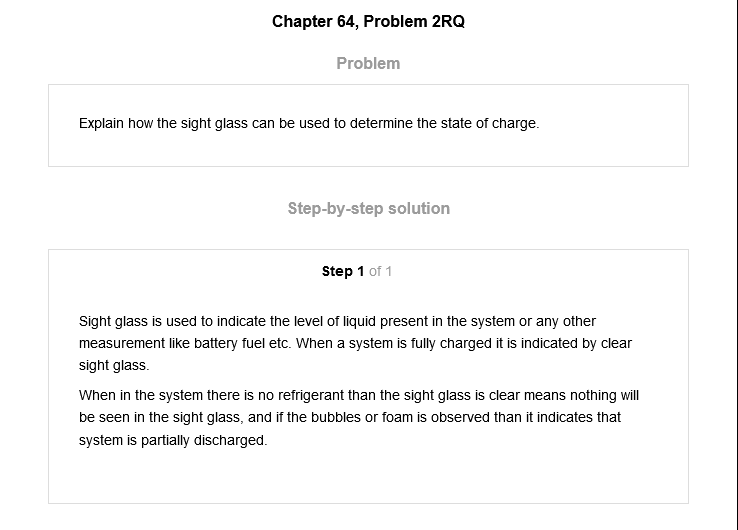 Chapter 64, Problem 2RQ
Problem
Explain how the sight glass can be used to determine the state of charge.
Step-by-step solution
Step 1 of 1
Sight glass is used to indicate the level of liquid present in the system or any other
measurement like battery fuel etc. When a system is fully charged it is indicated by clear
sight glass.
When in the system there is no refrigerant than the sight glass is clear means nothing will
be seen in the sight glass, and if the bubbles or foam is observed than it indicates that
system is partially discharged.